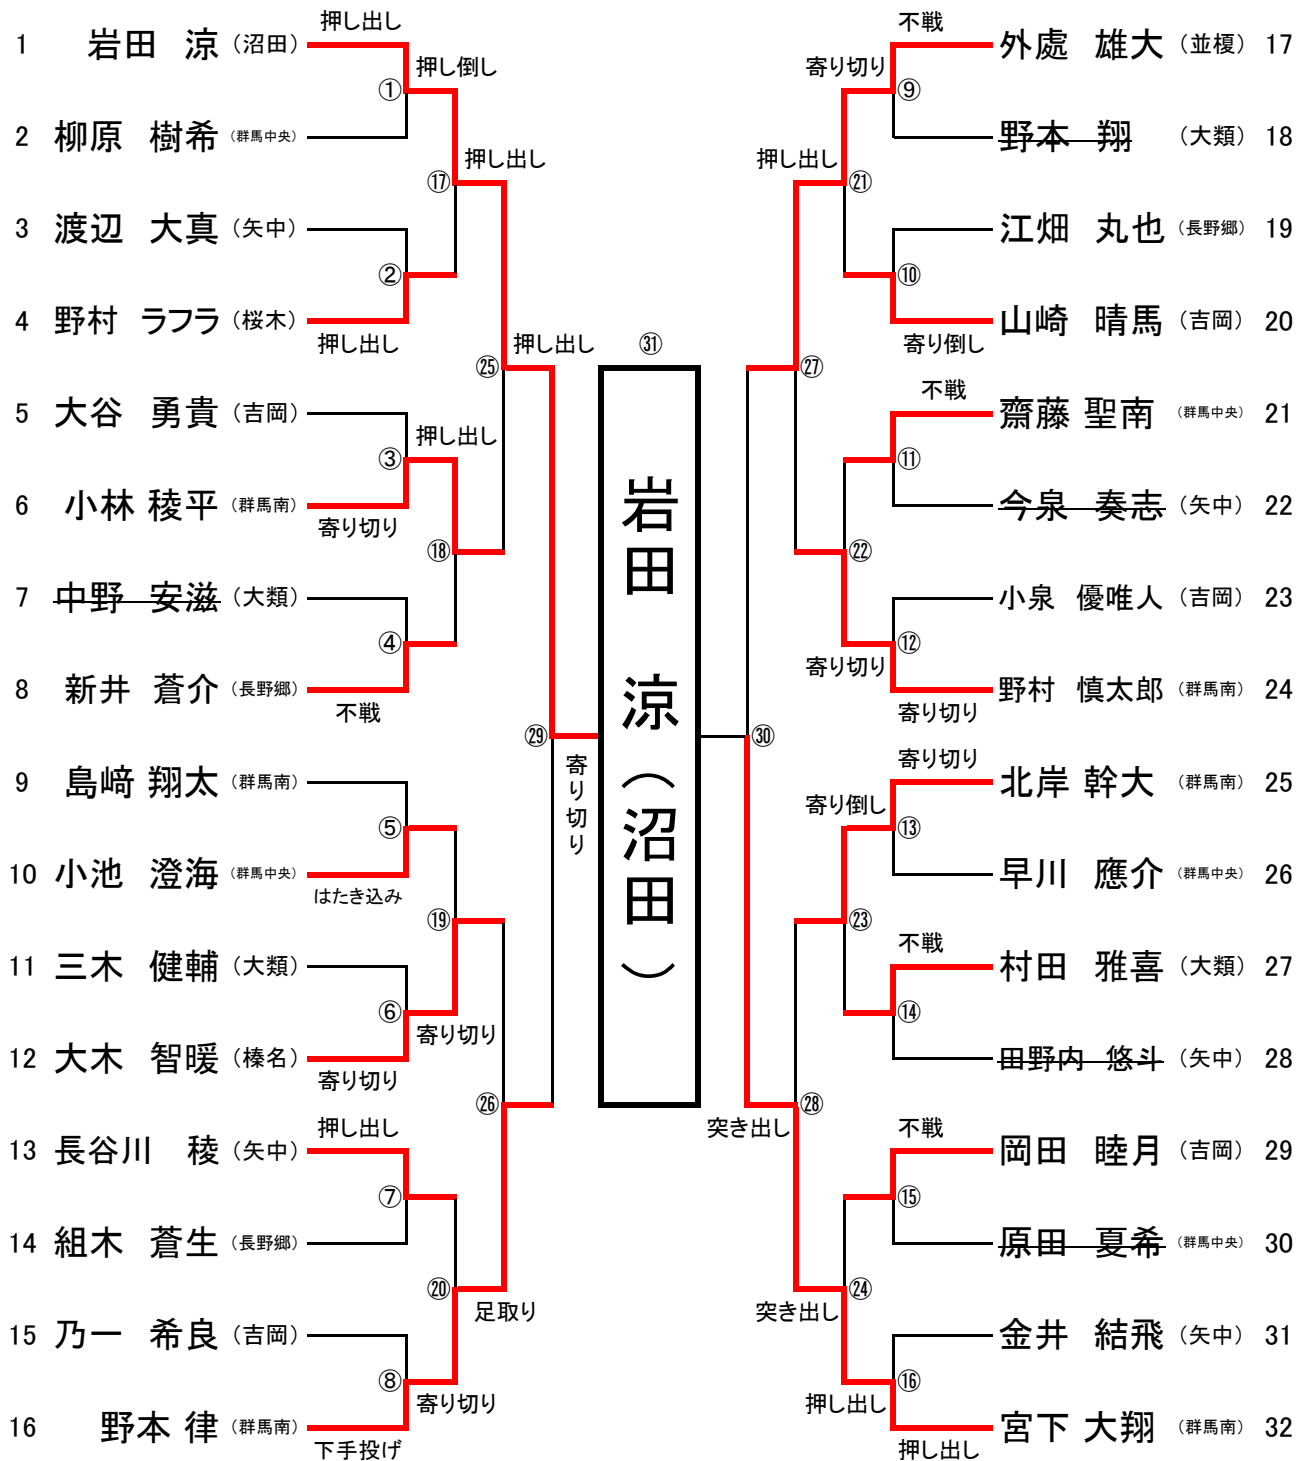 押し出し
1 岩田 涼 (沼田)
押し倒し
①
2 柳原 樹希 (群馬中央)
押し出し
⑰
3 渡辺 大真 (矢中)
②
4 野村 ラフラ (桜木)
押し出し
押し出し
㉕
5 大谷 勇貴 (吉岡)
押し出し
③
6 小林 稜平 (群馬南)
寄り切り
⑱
7 中野 安滋 (大類)
④
8 新井 蒼介 (長野郷)
不戦
㉙
寄り切り
9 島﨑 翔太 (群馬南)
⑤
10 小池 澄海 (群馬中央)
はたき込み
⑲
11 三木 健輔 (大類)
⑥
寄り切り
12 大木 智暖 (榛名)
寄り切り
㉖
押し出し
13 長谷川 稜 (矢中)
⑦
14 組木 蒼生 (長野郷)
⑳
足取り
15 乃一 希良 (吉岡)
⑧
寄り切り
16 野本 律 (群馬南)
下手投げ
㉛
岩田 涼(沼田)
不戦
外處 雄大 (並榎) 17
寄り切り
⑨
野本 翔 (大類) 18
押し出し
㉑
江畑 丸也 (長野郷) 19
⑩
山崎 晴馬 (吉岡) 20
寄り倒し
㉗
不戦
齋藤 聖南 (群馬中央) 21
⑪
今泉 奏志 (矢中) 22
㉒
小泉 優唯人 (吉岡) 23
⑫
寄り切り
野村 慎太郎 (群馬南) 24
寄り切り
㉚
寄り切り
北岸 幹大 (群馬南) 25
寄り倒し
⑬
早川 應介 (群馬中央) 26
㉓
不戦
村田 雅喜 (大類) 27
⑭
田野内 悠斗 (矢中) 28
㉘
突き出し
不戦
岡田 睦月 (吉岡) 29
⑮
原田 夏希 (群馬中央) 30
㉔
突き出し
金井 結飛 (矢中) 31
⑯
押し出し
宮下 大翔 (群馬南) 32
押し出し